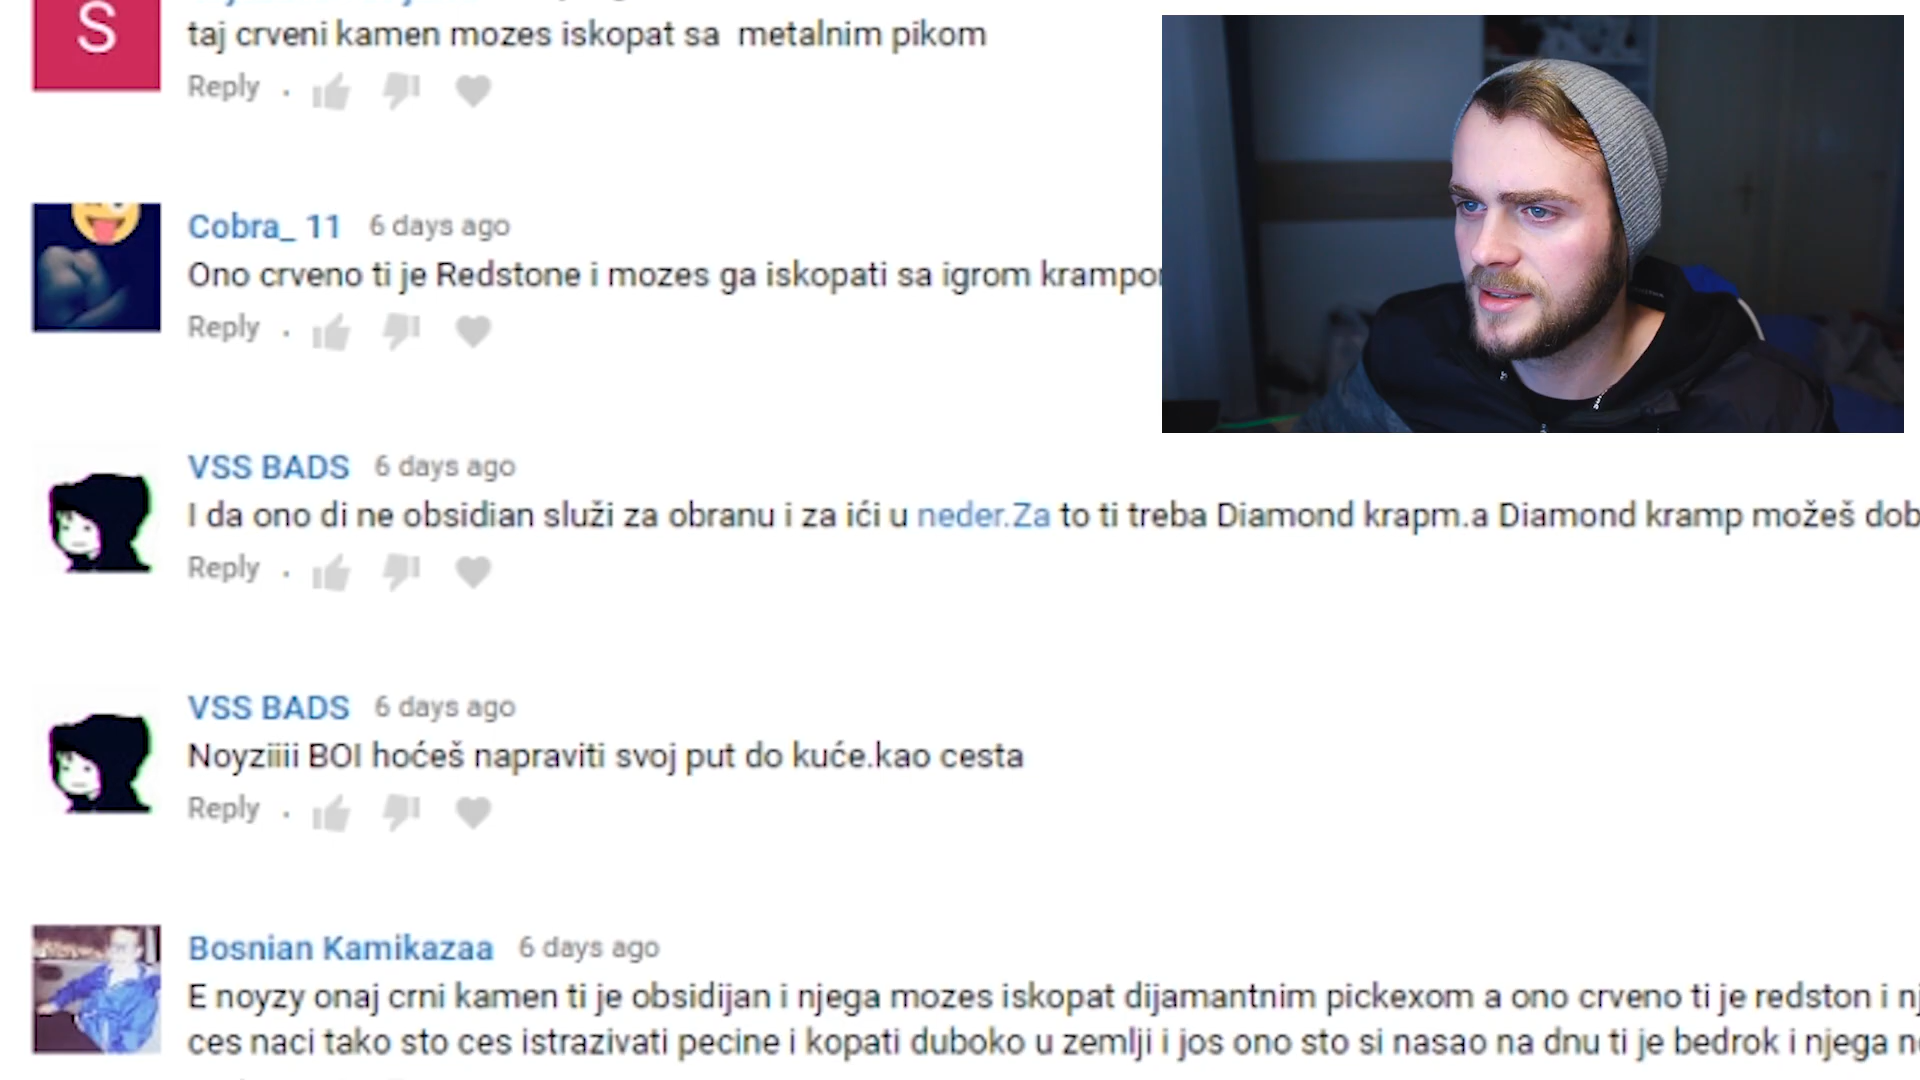 S
taj crveni kamen mozes iskopat sa  metalnim pikom
Reply .
Cobra_ 11 6 days ago
Ono crveno ti je Redstone i mozes ga iskopati sa igrom
Reply .
VSS BADS 6 days ago
I da ono di ne obsidian služi za obranu i za ići u neder.Za to ti treba Diamond krapm.a Diamond kramp možeš
Reply .
VSS BADS 6 days ago
Noyziiii BOI hoćeš napraviti svoj put do kuće.kao cesta
Reply .
Bosnian Kamikazaa 6 days ago
E noyzy onaj crni kamen ti je obsidijan i njega mozes iskopat dijamantnim pickexom a ono crveno ti je redston i
ces naci tako sto ces istrazivati pecine i kopati duboko u zemlji i jos ono sto si nasao na dnu ti je bedrok i njega